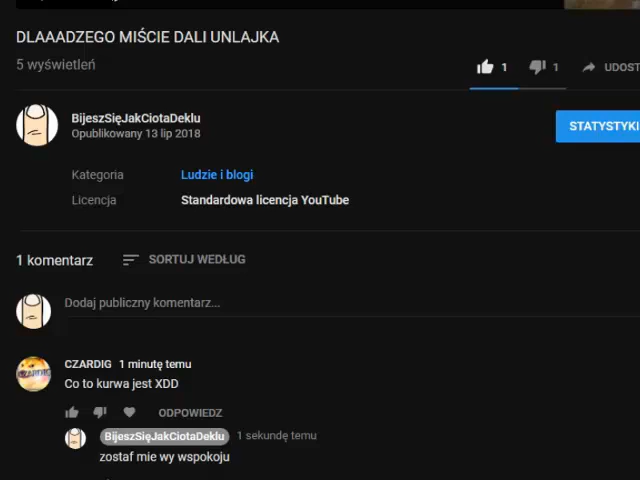 DLAAADZEGO MIŚCIE DALI UNLAJKA
5 wyświetleń
1 1 UDOST
BijeszSięJakCiotaDeklu
Opublikowany 13 lip 2018
STATYSTYKI
Kategoria Ludzie i blogi
Licencja Standardowa licencja YouTube
1 komentarz SORTUJ WEDŁUG
Dodaj publiczny komentarz...
CZARDIG 1 minutę temu
Co to kurwa jest XDD
ODPOWIEDZ
BijeszSięJakCiotaDeklu 1 sekundę temu
zostaf mie wy wspokoju